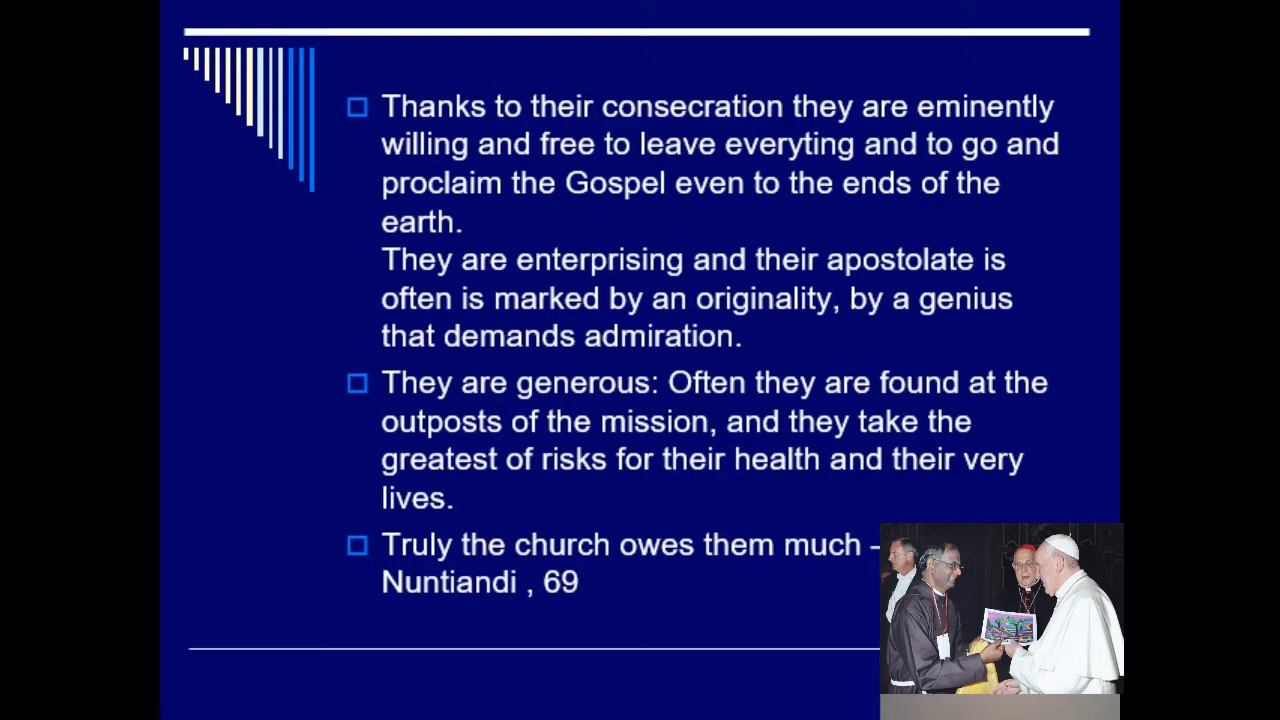 Thanks to their consecration they are eminently
willing and free to leave everyting and to go and
proclaim the Gospel even to the ends of the
earth.
They are enterprising and their apostolate is
often is marked by an originality, by a genius
that demands admiration.
They are generous: Often they are found at the
outposts of the mission, and they take the
greatest of risks for their health and their very
lives.
Truly the church owes them much –
Nuntiandi , 69